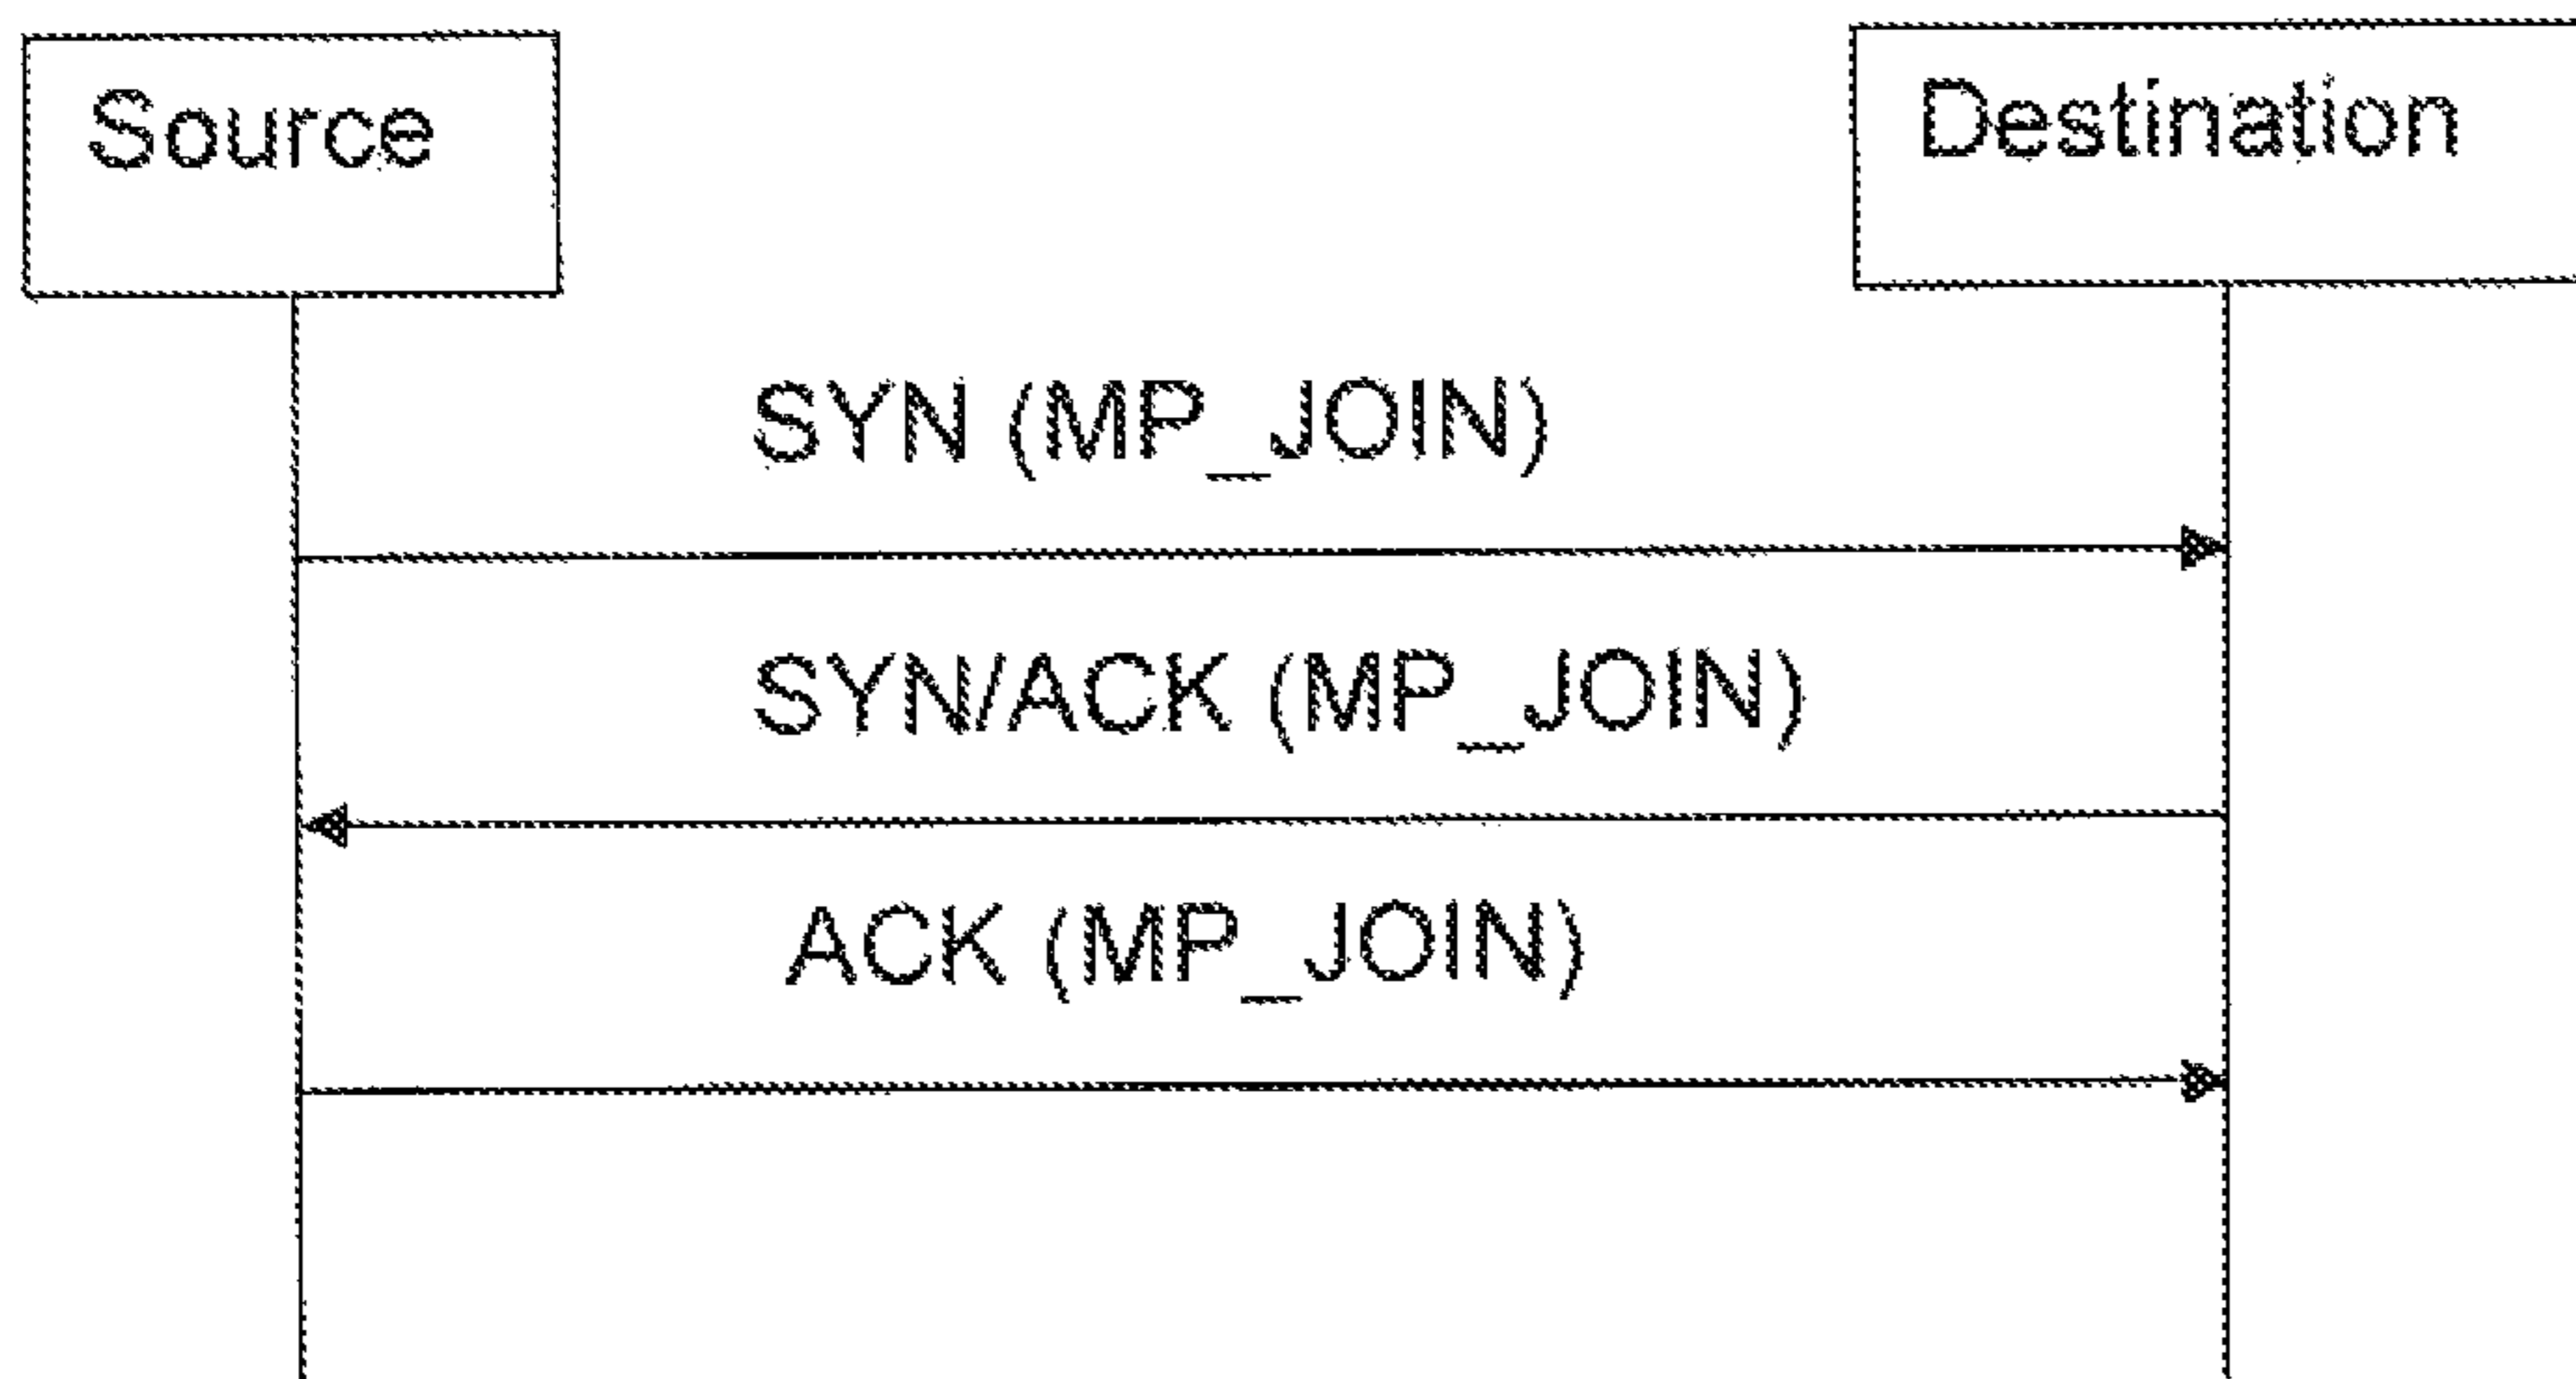 Source
Destination
SYN (MP_JOIN)
SYN/ACK (MP_JOIN)
ACK (MP_JOIN)